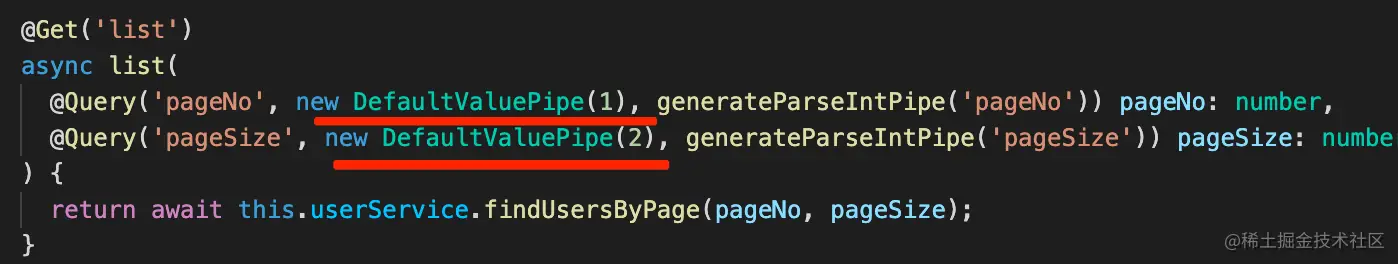 @Get('list')
async list(
@Query('pageNo', new DefaultValuePipe(1), generateParseIntPipe('pageNo')) pageNo: number,
@Query('pageSize', new DefaultValuePipe(2), generateParseIntPipe('pageSize')) pageSize: numbe
) {
return await this.userService.findUsersByPage(pageNo, pageSize);
}
@稀土掘金技术社区